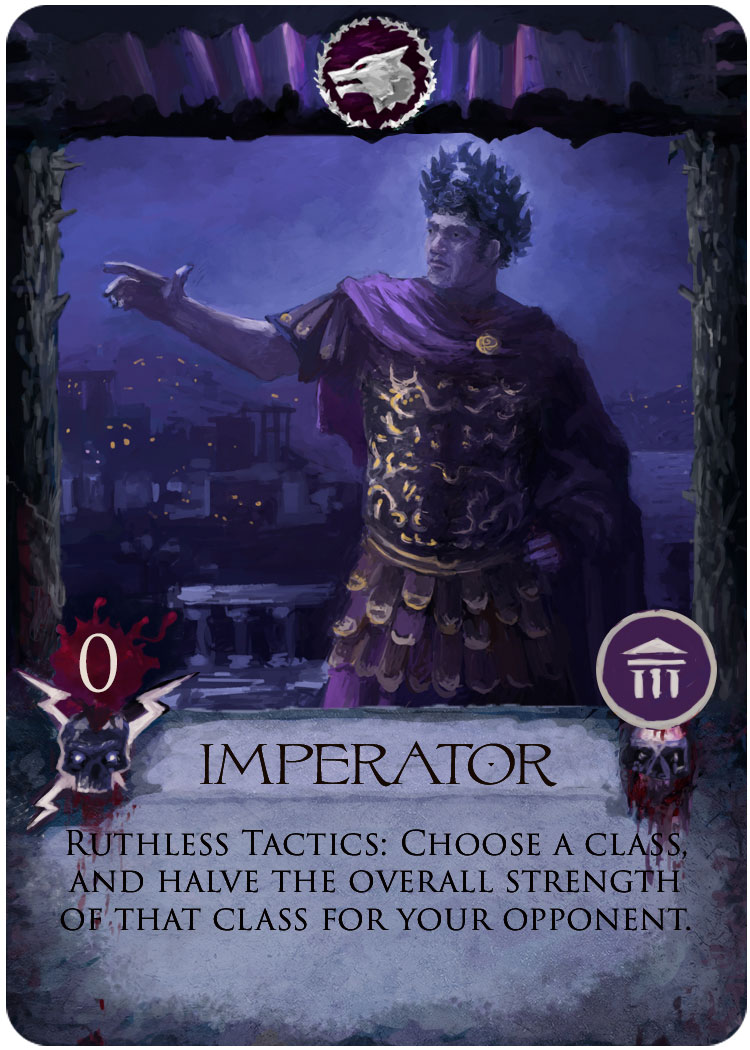 0
IMPERATOR
RUTHLESS TACTICS: CHOOSE A CLASS,
AND HALVE THE OVERALL STRENGTH
OF THAT CLASS FOR YOUR OPPONENT.